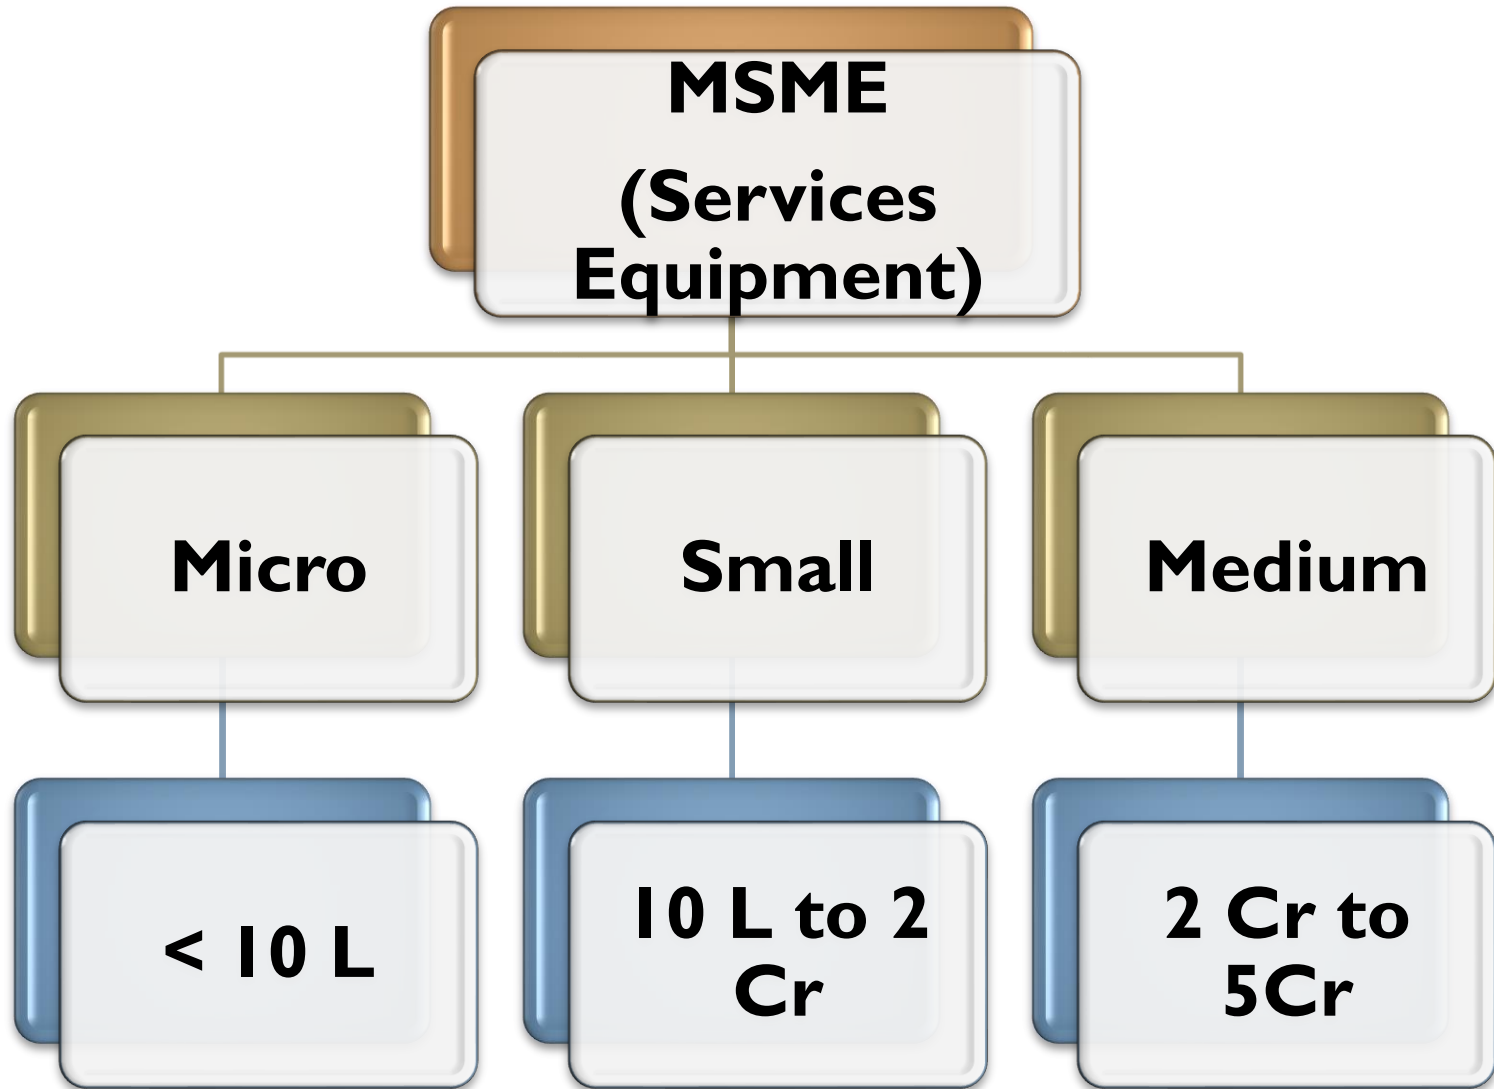 MSME
(Services
Equipment)
Micro
Small
Medium
< 10 L
10 L to 2
Cr
2 Cr to
5Cr